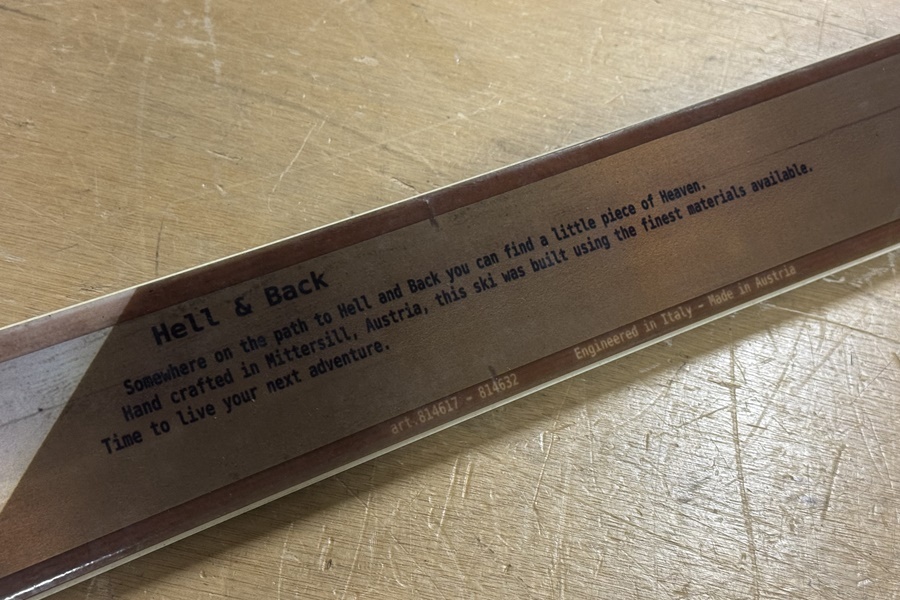 Hell & Back
Somewhere on the path to Hell and Back you can find a little piece of Heaven.
Hand crafted in Mittersill, Austria, this ski was built using the finest materials available.
Time to live your next adventure.
art.814617 - 814632
Engineered in Italy - Made in Austria